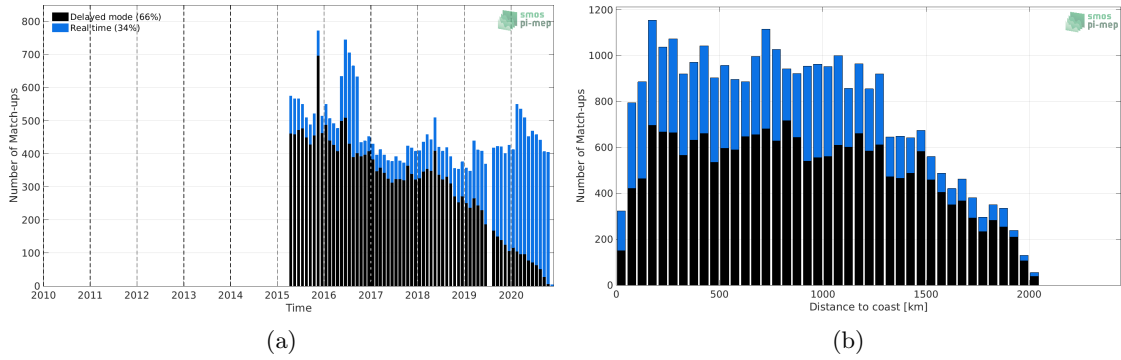 Delayed mode (66%)
Real time (34%)
smos
pi-mep
Number of Match-ups
800
700
600
500
400
300
200
100
0
2010 2011 2012 2013 2014 2015 2016 2017 2018 2019 2020
Time
(a)
smos
pi-mep
Number of Match-ups
1200
1000
800
600
400
200
0
0 500 1000 1500 2000
Distance to coast [km]
(b)